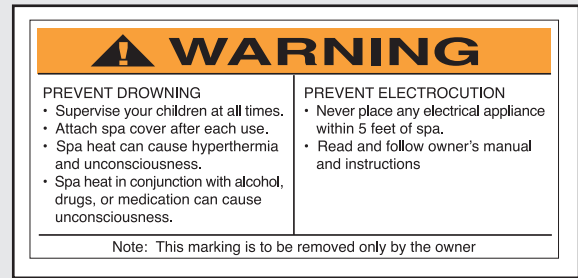 WARNING
PREVENT DROWNING
• Supervise your children at all times.
• Attach spa cover after each use.
• Spa heat can cause hyperthermia
and unconsciousness.
• Spa heat in conjunction with alcohol,
drugs, or medication can cause
unconsciousness.
PREVENT ELECTROCUTION
• Never place any electrical appliance
within 5 feet of spa.
• Read and follow owner's manual
and instructions
Note: This marking is to be removed only by the owner